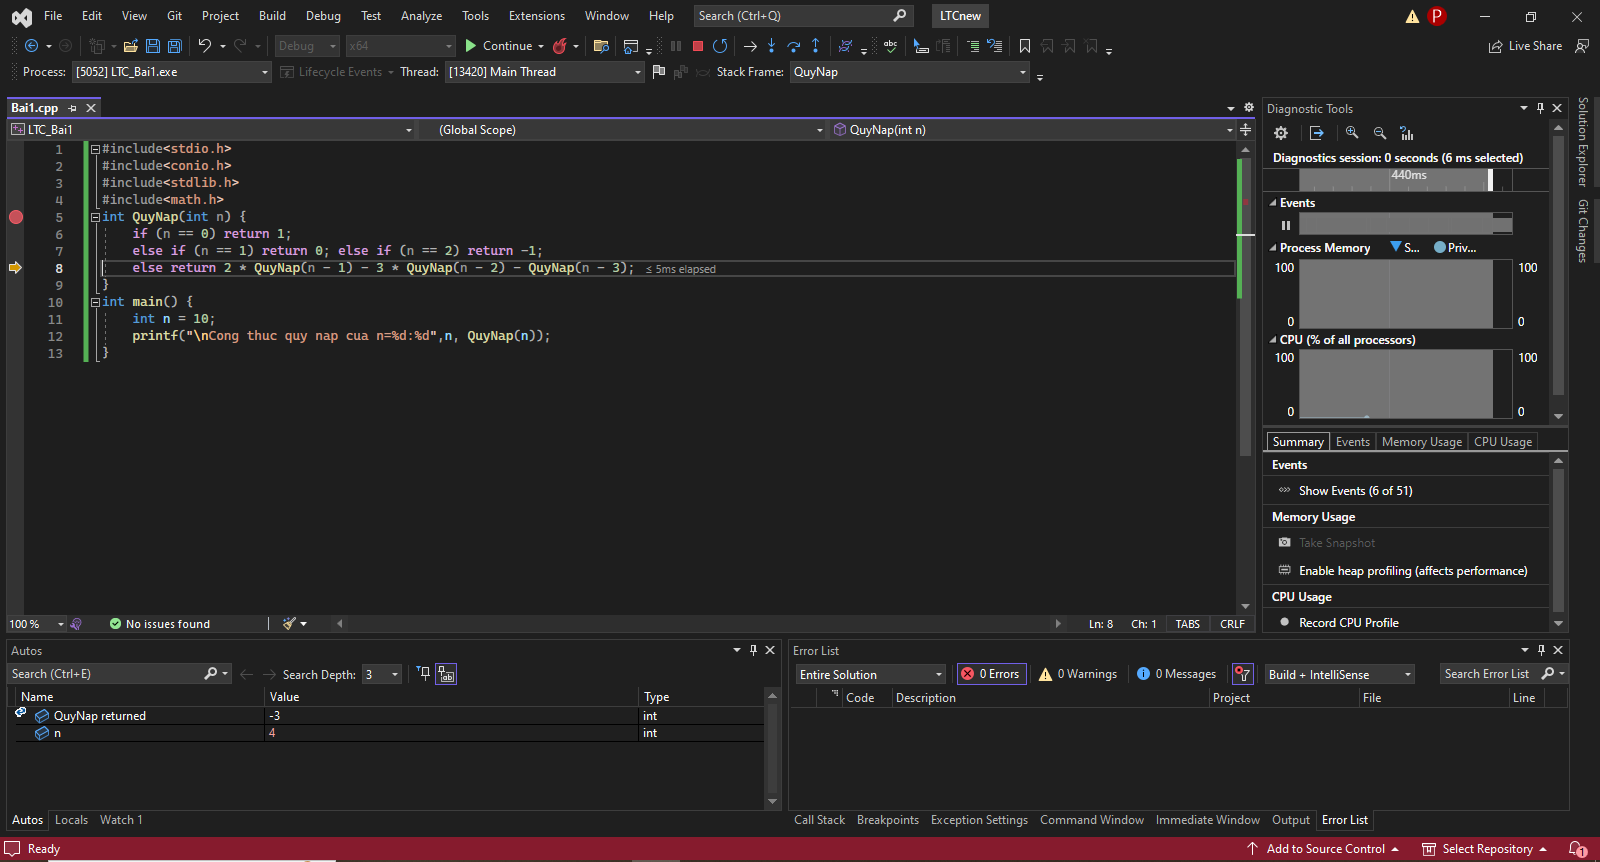 File Edit View Git Project Build Debug Test Analyze Tools Extensions Window Help Search (Ctrl+Q) LTCnew P
Debug x64 Continue Live Share
Process: [5052] LTC_Bai1.exe Lifecycle Events Thread: [13420] Main Thread Stack Frame: QuyNap
Bai1.cpp
LTC_Bai1 (Global Scope) QuyNap(int n)
1 #include<stdio.h>
2 #include<conio.h>
3 #include<stdlib.h>
4 #include<math.h>
5 int QuyNap(int n) {
6 if (n == 0) return 1;
7 else if (n == 1) return 0; else if (n == 2) return -1;
8 else return 2 * QuyNap(n - 1) - 3 * QuyNap(n - 2) - QuyNap(n - 3); ≤ 5ms elapsed
9 }
10 int main() {
11 int n = 10;
12 printf("\nCong thuc quy nap cua n=%d:%d",n, QuyNap(n));
13 }
100 % No issues found Ln: 8 Ch: 1 TABS CRLF
Diagnostic Tools
Diagnostics session: 0 seconds (6 ms selected)
440ms
Events
Process Memory S... Priv...
100 100
0 0
CPU (% of all processors)
100 100
0 0
Summary Events Memory Usage CPU Usage
Events
Show Events (6 of 51)
Memory Usage
Take Snapshot
Enable heap profiling (affects performance)
CPU Usage
Record CPU Profile
Solution Explorer
Git Changes
Autos
Search (Ctrl+E) Search Depth: 3
Name Value Type
QuyNap returned -3 int
n 4 int
Autos Locals Watch 1
Error List
Entire Solution 0 Errors 0 Warnings 0 Messages Build + IntelliSense Search Error List
Code Description Project File Line
Call Stack Breakpoints Exception Settings Command Window Immediate Window Output Error List
Ready Add to Source Control Select Repository 1